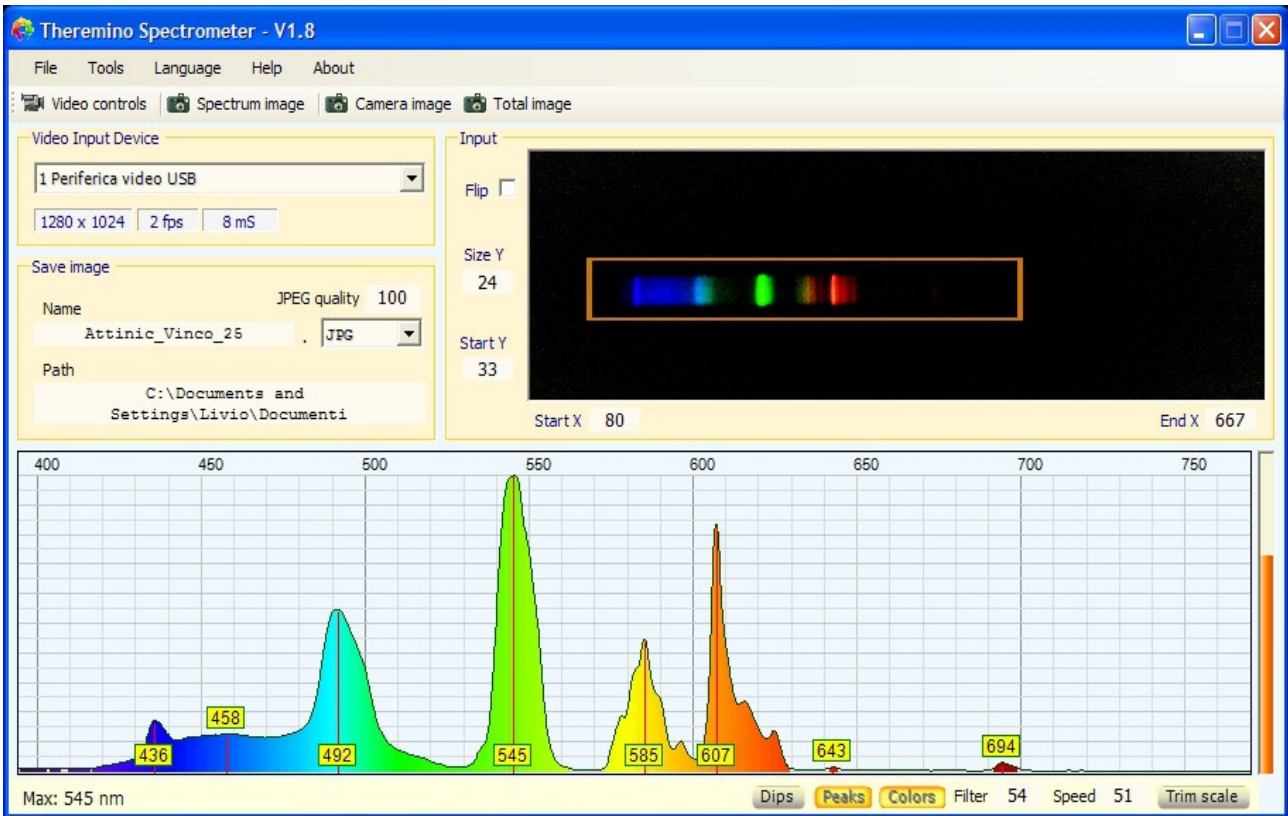 Theremino Spectrometer - V1.8
File Tools Language Help About
Video controls Spectrum image Camera image Total image
Video Input Device
1 Periferica video USB
1280 x 1024 2 fps 8 mS
Save image
Name JPEG quality 100
Attinic_Vinco_25 . JPG
Path
C:\Documents and
Settings\Livio\Documenti
Input
Flip
Size Y
24
Start Y
33
Start X 80 End X 667
400 450 500 550 600 650 700 750
458
436 492 545 585 607 643 694
Max: 545 nm Dips Peaks Colors Filter 54 Speed 51 Trim scale